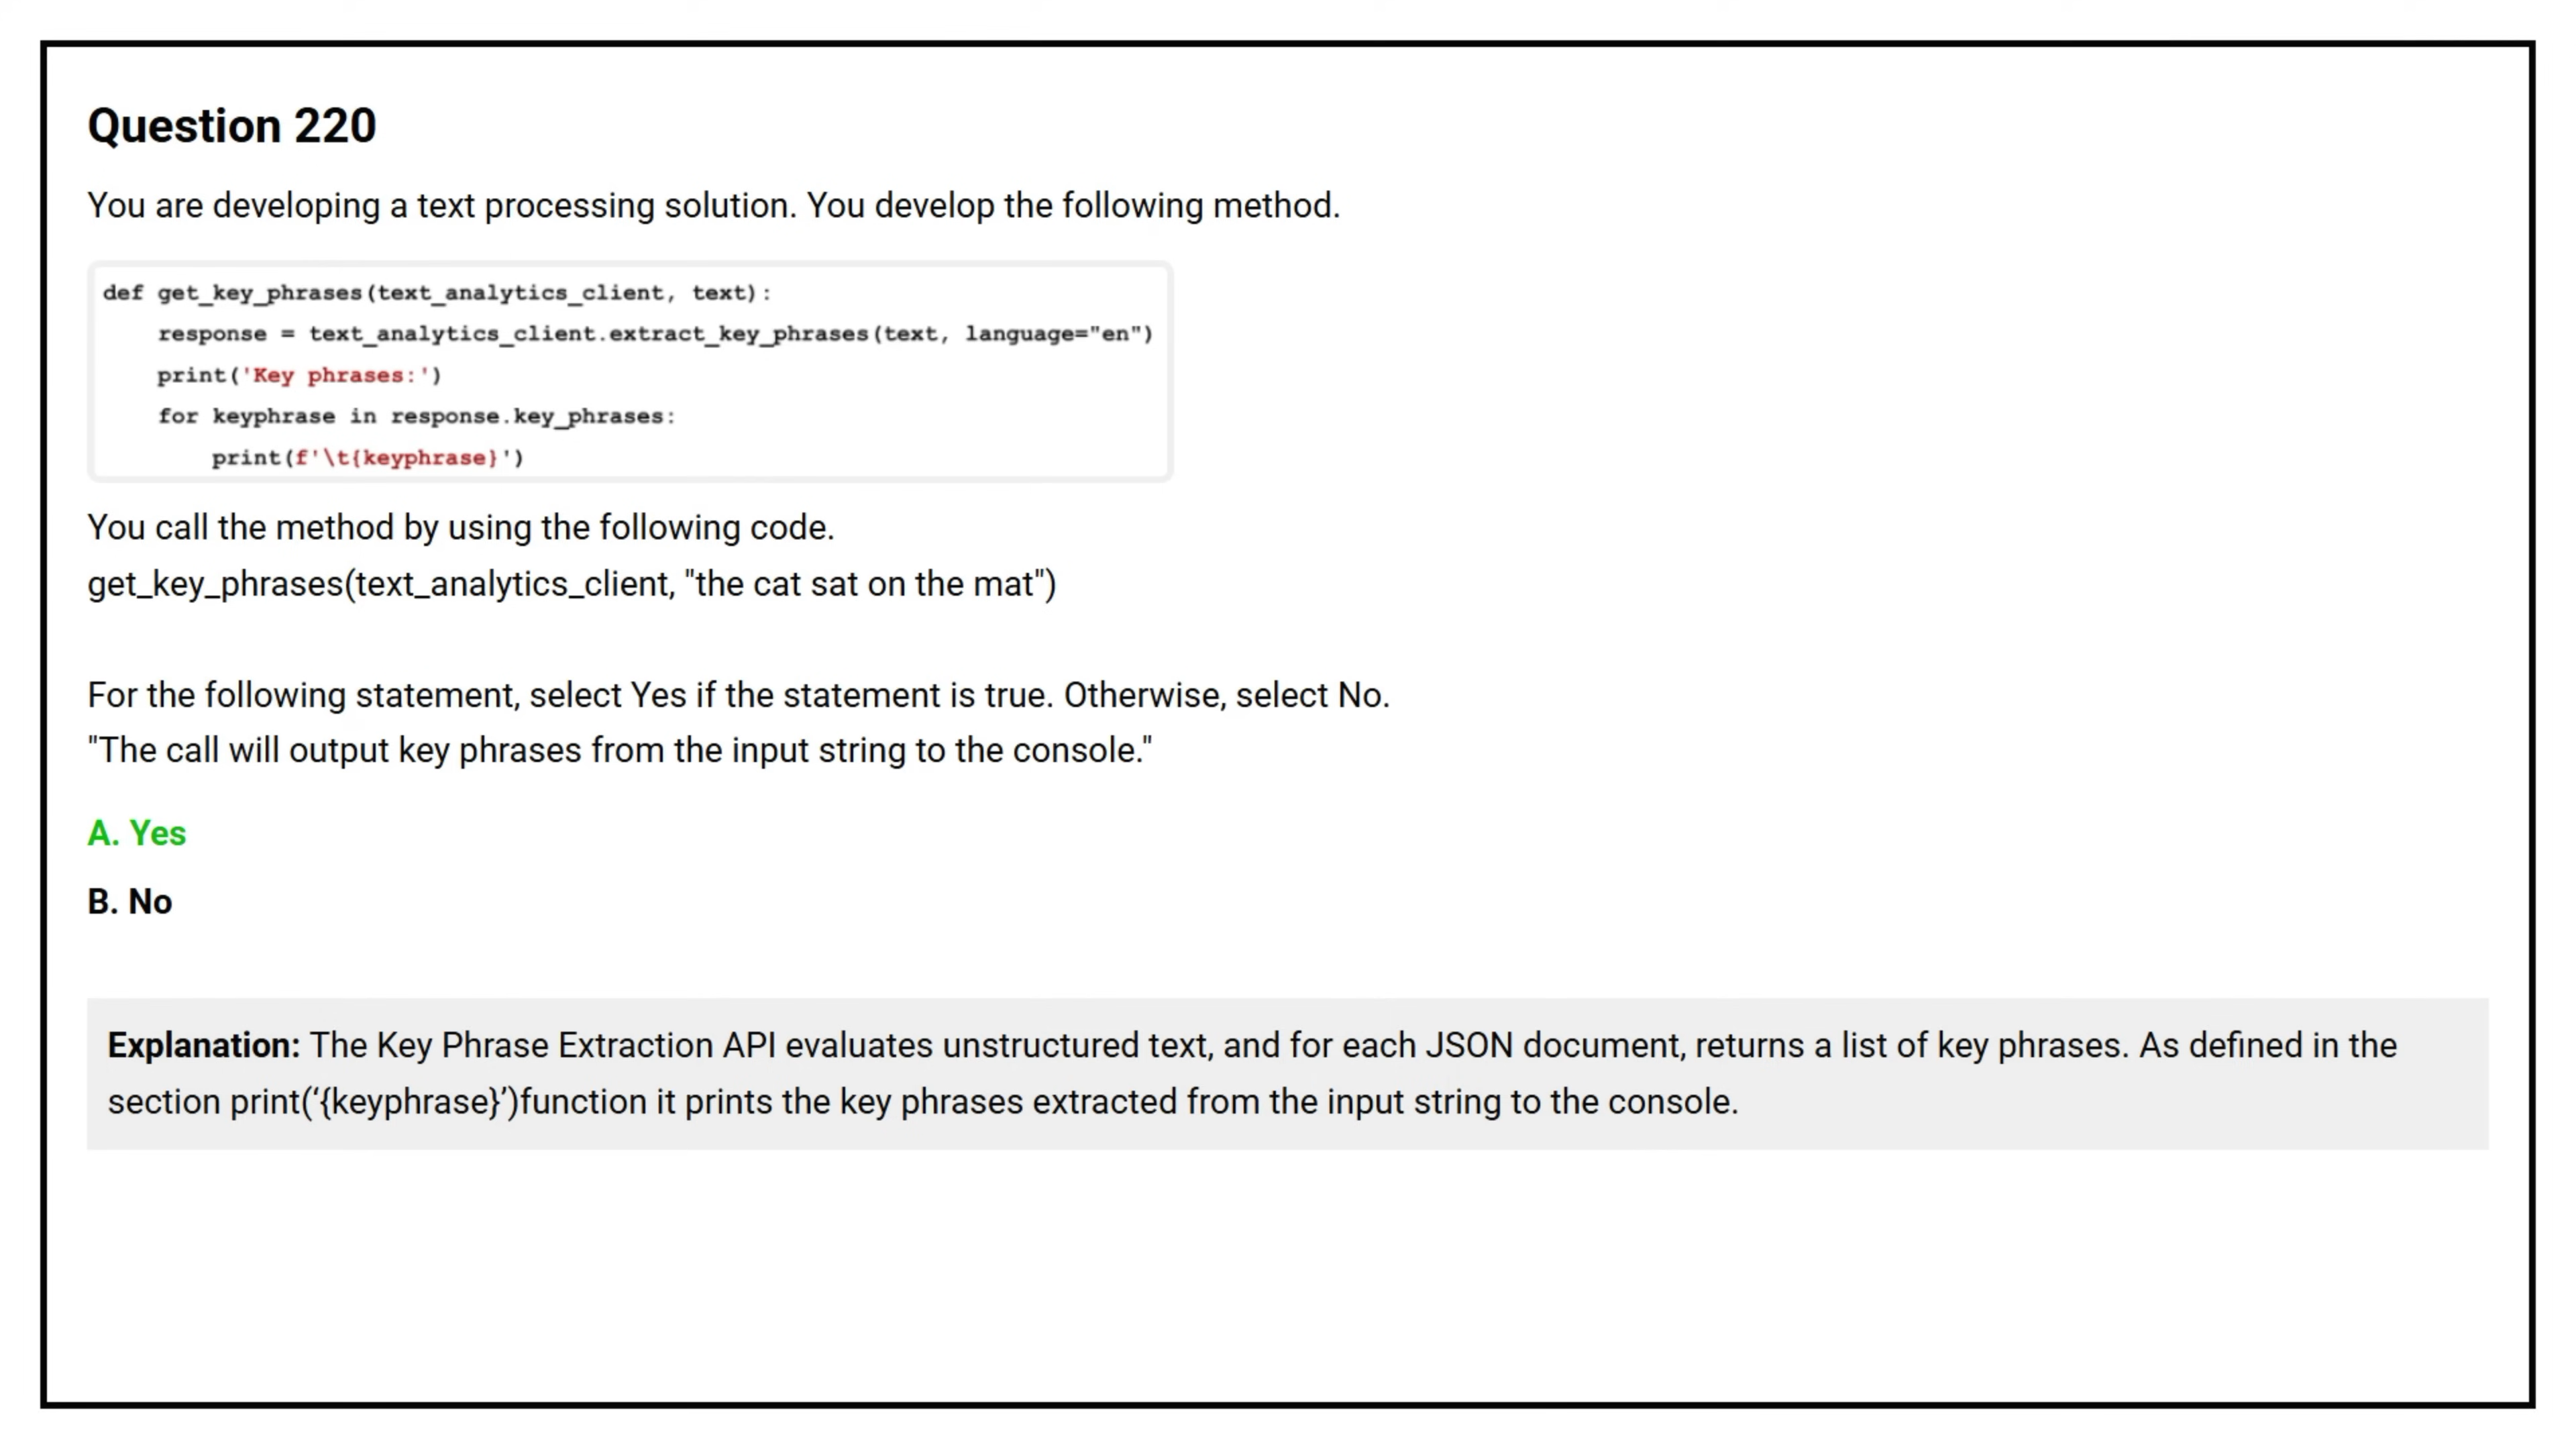 Question 220
You are developing a text processing solution. You develop the following method.
def get_key_phrases(text_analytics_client, text):
    response = text_analytics_client.extract_key_phrases(text, language="en")
    print('Key phrases:')
    for keyphrase in response.key_phrases:
        print(f'\t{keyphrase}')
You call the method by using the following code.
get_key_phrases(text_analytics_client, "the cat sat on the mat")
For the following statement, select Yes if the statement is true. Otherwise, select No.
"The call will output key phrases from the input string to the console."
A. Yes
B. No
Explanation: The Key Phrase Extraction API evaluates unstructured text, and for each JSON document, returns a list of key phrases. As defined in the
section print(‘{keyphrase}’)function it prints the key phrases extracted from the input string to the console.